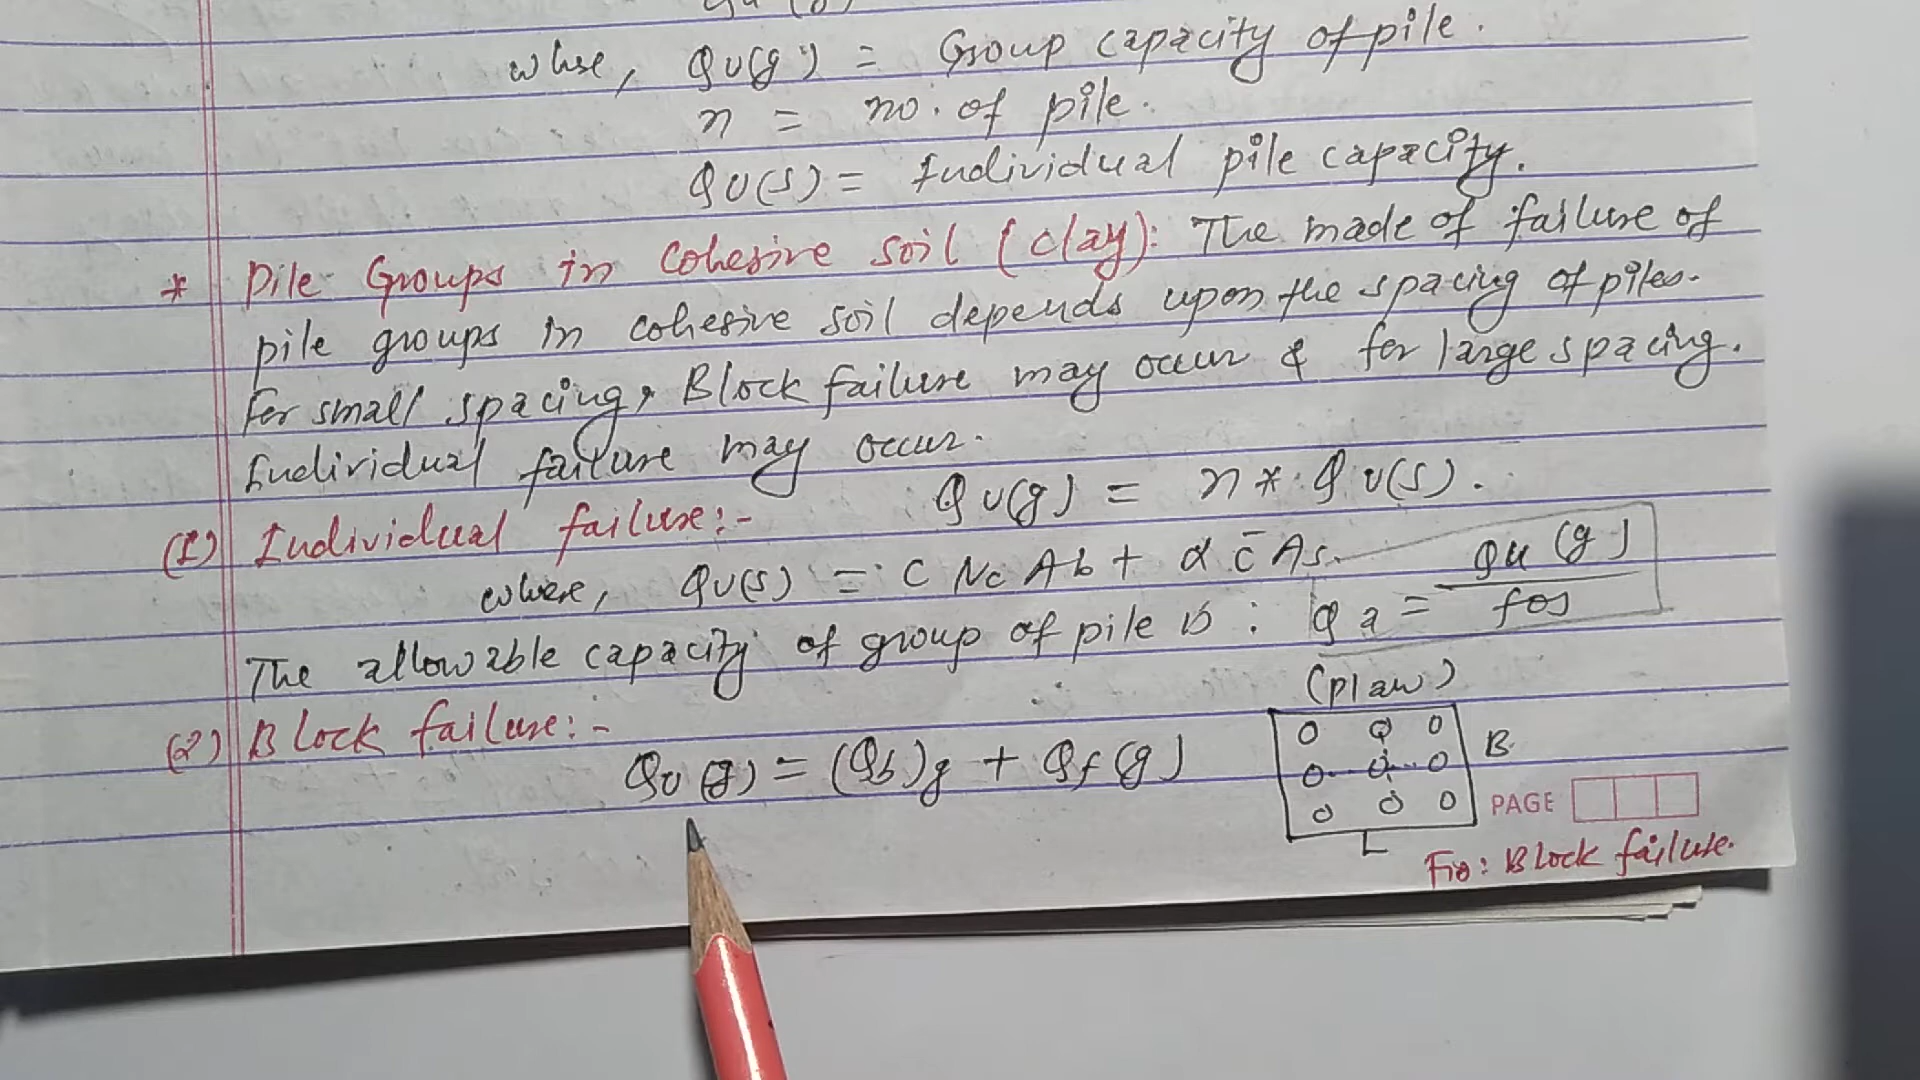 where, Qu(g) = Group capacity of pile.
n = no. of pile.
Qu(s) = Individual pile capacity.
* Pile Groups in cohesive soil (clay): The made of failure of
pile groups in cohesive soil depends upon the spacing of piles.
For small spacing, Block failure may occur & for large spacing.
Individual failure may occur.
(1) Individual failure:- Qu(g) = n * Qu(s).
where, Qu(s) = C Nc Ab + α c̄ As.
The allowable capacity of group of pile is : Qa = Qu(g) / fos
(2) Block failure:-
Qu(g) = (Qb)g + Qf(g)
(plan)
B
L
PAGE
Fig: Block failure.